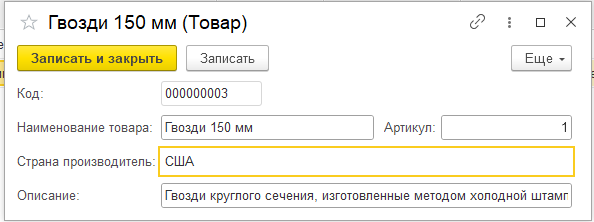 Гвозди 150 мм (Товар)
Записать и закрыть Записать Еще
Код: 000000003
Наименование товара: Гвозди 150 мм Артикул: 1
Страна производитель: США
Описание: Гвозди круглого сечения, изготовленные методом холодной штамп